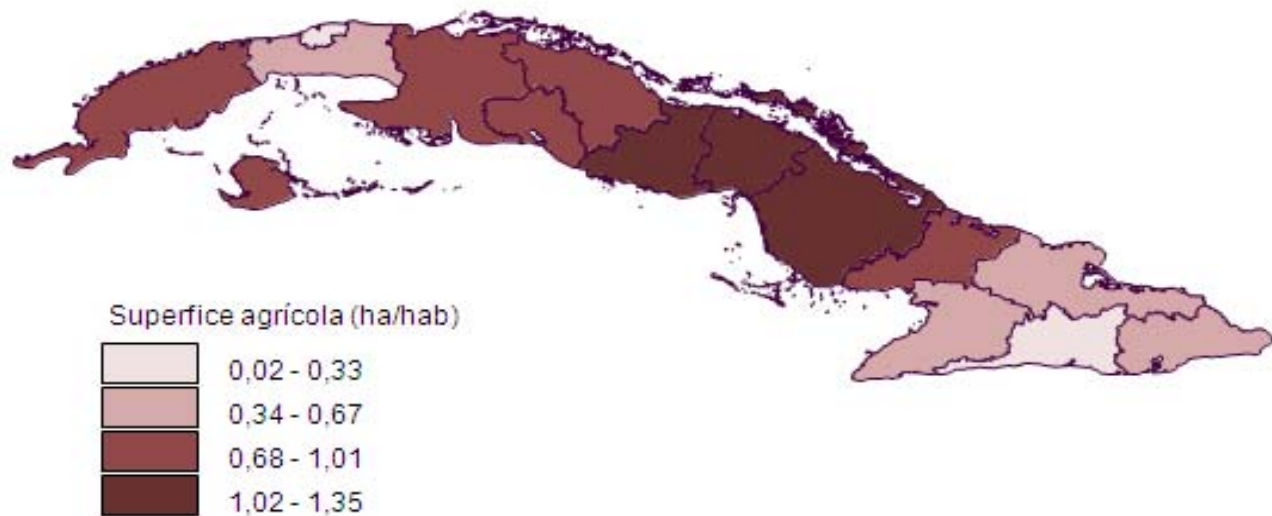 Superfice agrícola (ha/hab)
0,02 - 0,33
0,34 - 0,67
0,68 - 1,01
1,02 - 1,35